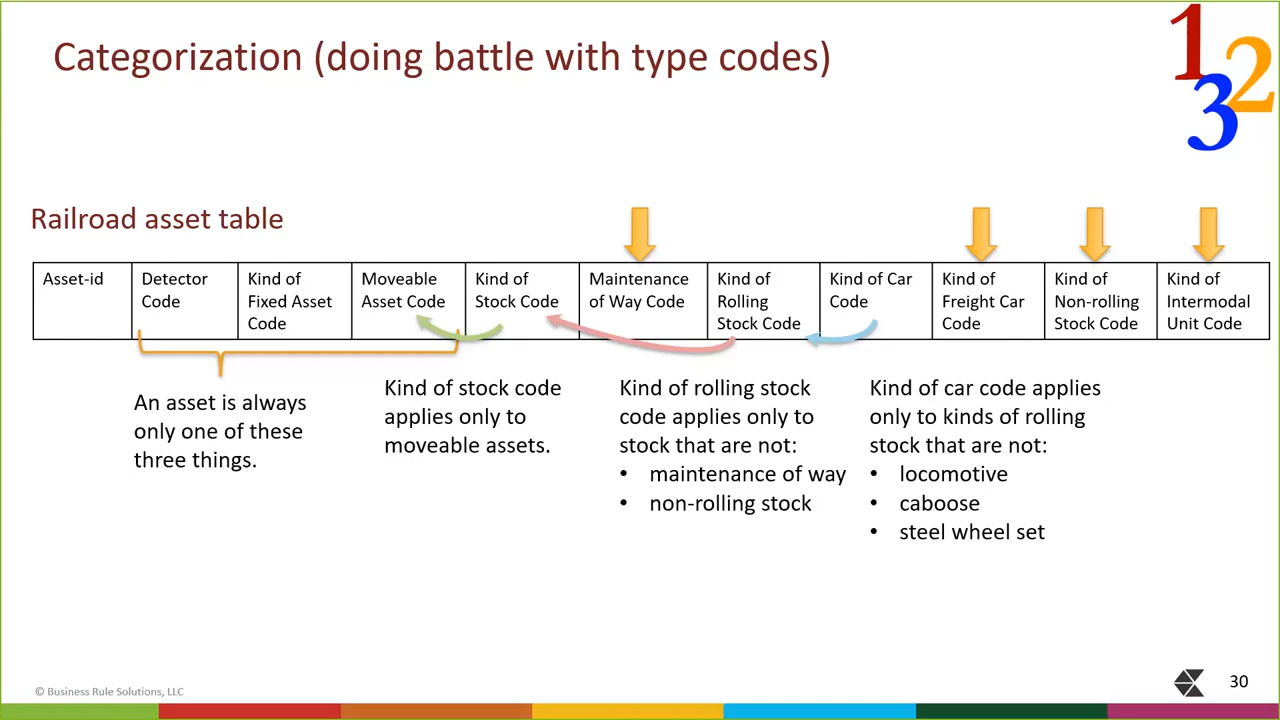 Categorization (doing battle with type codes)
1
2
3
Railroad asset table
Asset-id
Detector
Code
Kind of
Fixed Asset
Code
Moveable
Asset Code
Kind of
Stock Code
Maintenance
of Way Code
Kind of
Rolling
Stock Code
Kind of Car
Code
Kind of
Freight Car
Code
Kind of
Non-rolling
Stock Code
Kind of
Intermodal
Unit Code
An asset is always
only one of these
three things.
Kind of stock code
applies only to
moveable assets.
Kind of rolling stock
code applies only to
stock that are not:
• maintenance of way
• non-rolling stock
Kind of car code applies
only to kinds of rolling
stock that are not:
• locomotive
• caboose
• steel wheel set
© Business Rule Solutions, LLC
30